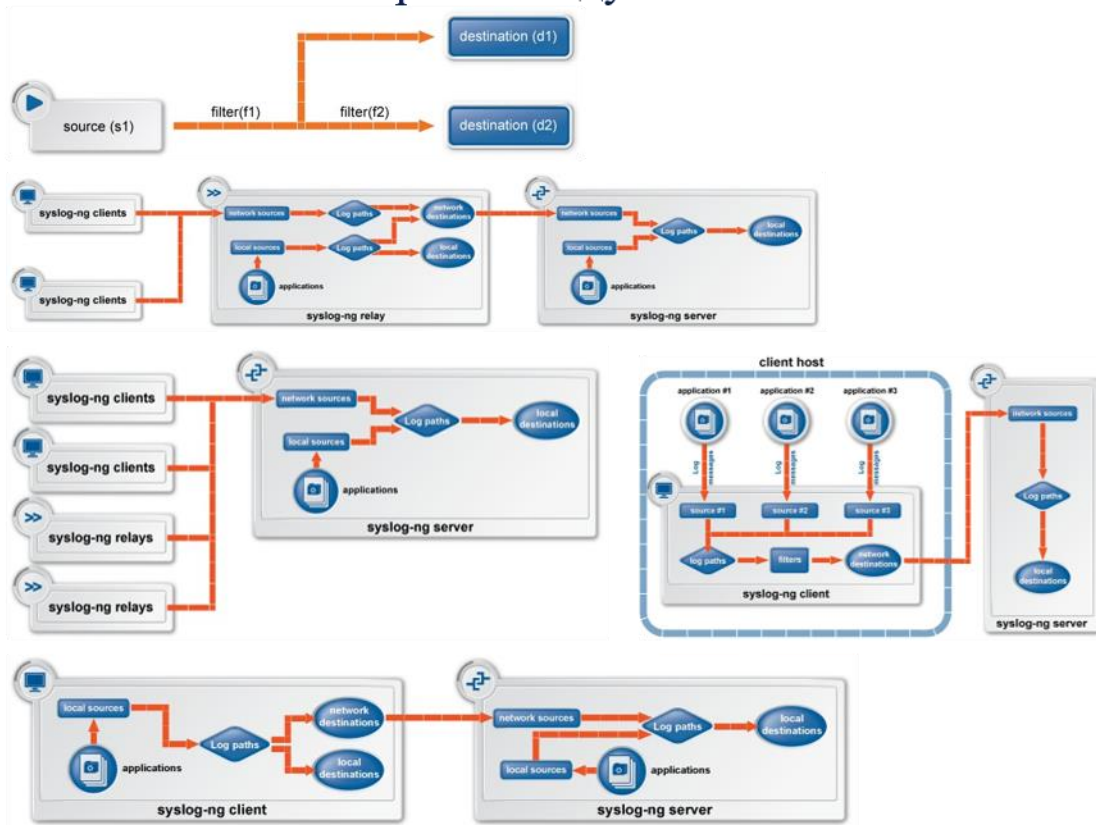 destination (d1)
filter(f1)
filter(f2)
source (s1)
destination (d2)
syslog-ng clients
syslog-ng clients
network sources
Log paths
network
destinations
local sources
Log paths
local
destinations
applications
syslog-ng relay
network sources
Log paths
local
destinations
local sources
applications
syslog-ng server
syslog-ng clients
syslog-ng clients
syslog-ng relays
syslog-ng relays
network sources
Log paths
local
destinations
local sources
applications
syslog-ng server
client host
application #1
application #2
application #3
Log
messages
Log
messages
Log
messages
source #1
source #2
source #3
log paths
filters
network
destinations
syslog-ng client
network sources
Log paths
local
destinations
syslog-ng server
local sources
Log paths
network
destinations
local
destinations
applications
syslog-ng client
network sources
Log paths
local
destinations
local sources
applications
syslog-ng server